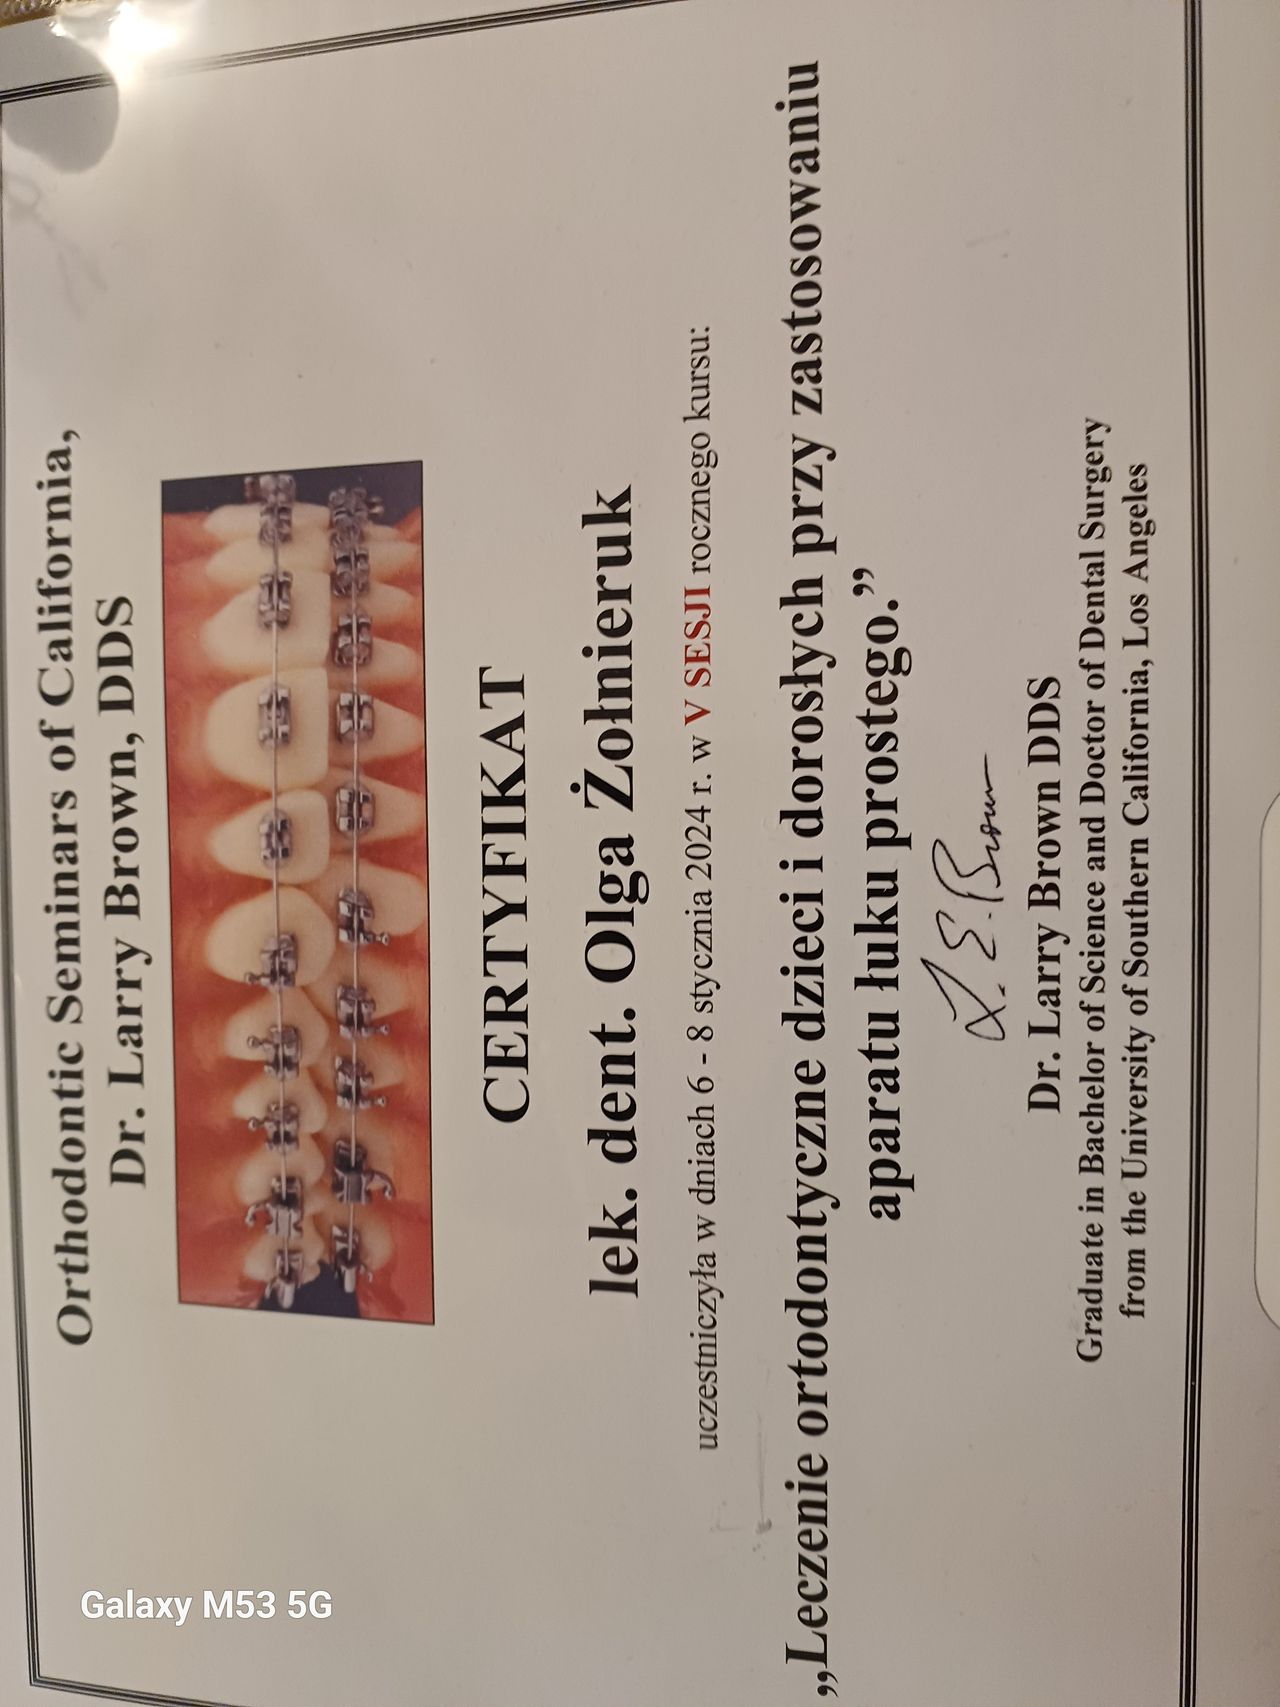 Orthodontic Seminars of California,
Dr. Larry Brown, DDS
CERTYFIKAT
lek. dent. Olga Żołnieruk
uczestniczyła w dniach 6 - 8 stycznia 2024 r. w V SESJI rocznego kursu:
„Leczenie ortodontyczne dzieci i dorosłych przy zastosowaniu
aparatu łuku prostego.”
L. E. Brown
Dr. Larry Brown DDS
Graduate in Bachelor of Science and Doctor of Dental Surgery
from the University of Southern California, Los Angeles
Galaxy M53 5G